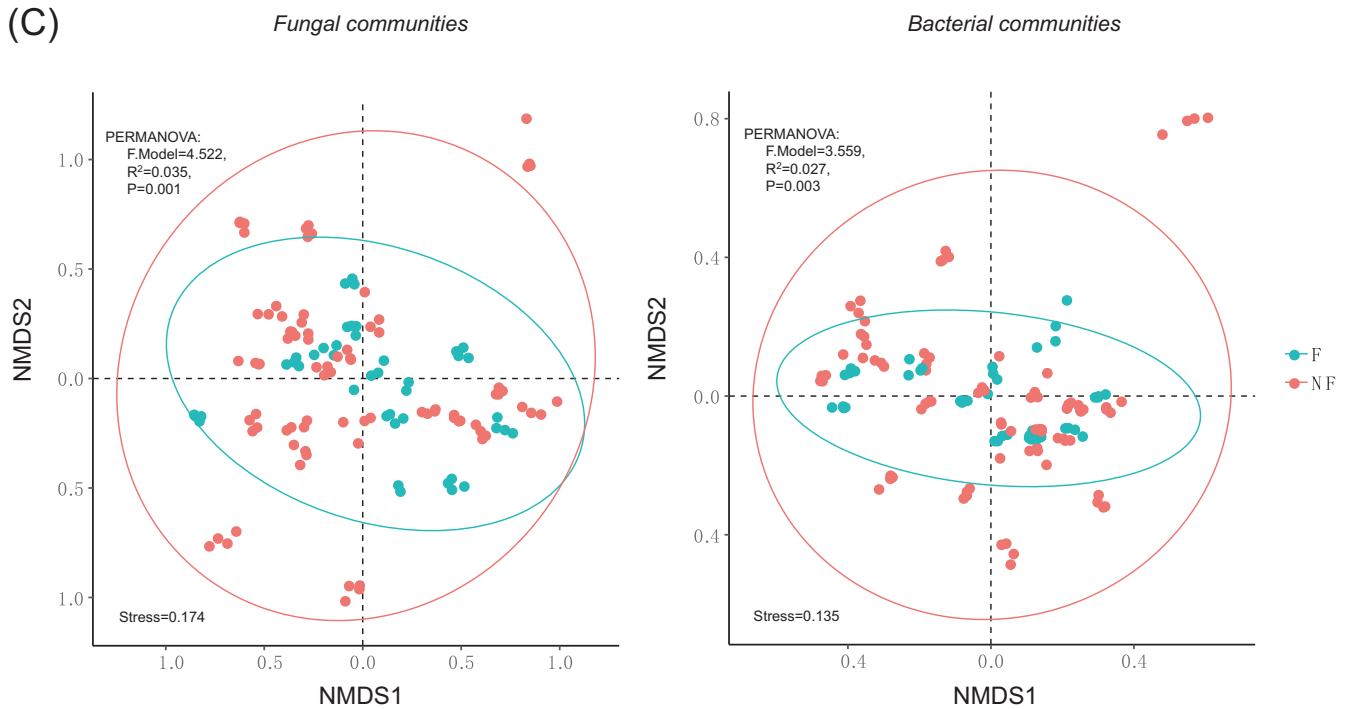 (C)
Fungal communities
PERMANOVA:
F.Model=4.522,
R²=0.035,
P=0.001
1.0
0.5
0.0
0.5
1.0
NMDS2
Stress=0.174
1.0 0.5 0.0 0.5 1.0
NMDS1
Bacterial communities
PERMANOVA:
F.Model=3.559,
R²=0.027,
P=0.003
0.8
0.4
0.0
0.4
NMDS2
Stress=0.135
0.4 0.0 0.4
NMDS1
F
NF